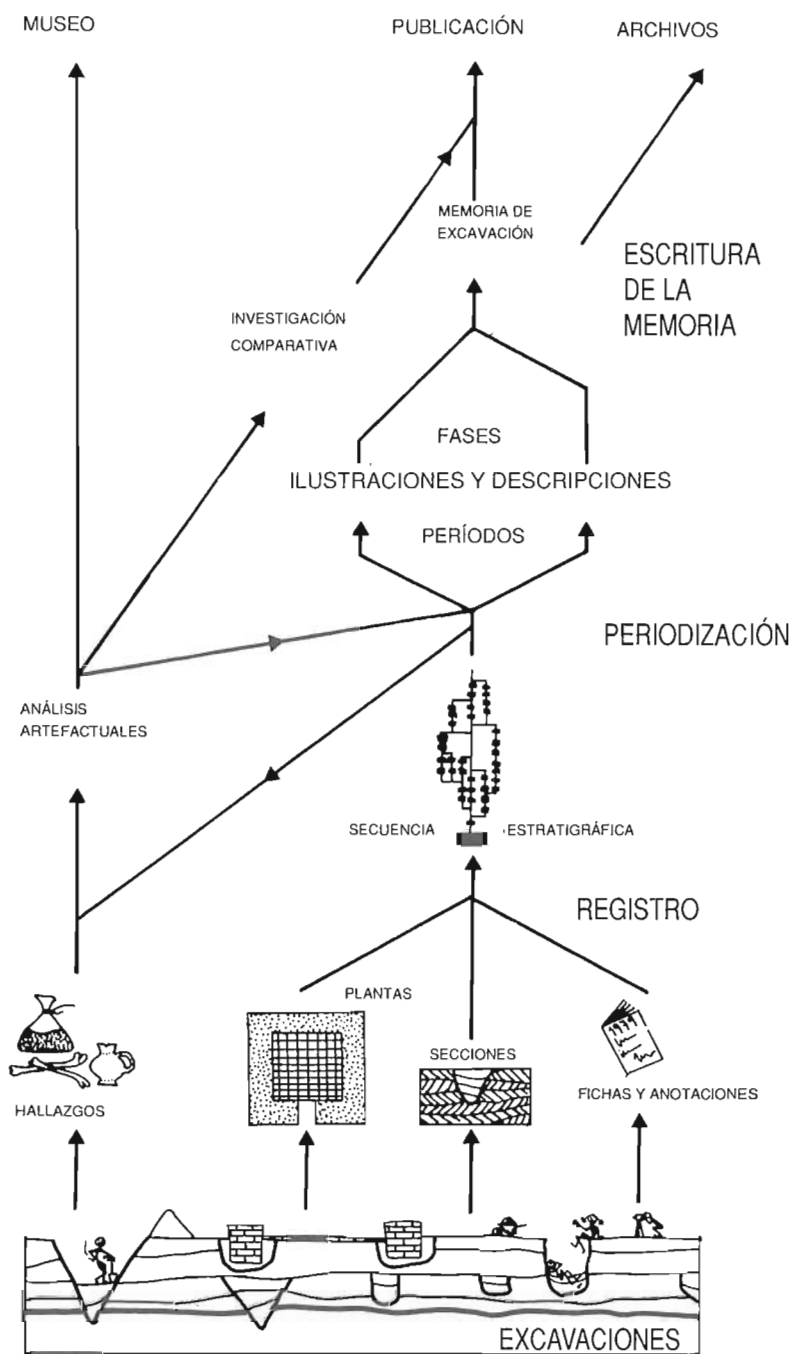 MUSEO
PUBLICACIÓN
ARCHIVOS
MEMORIA DE
EXCAVACIÓN
ESCRITURA
DE LA
MEMORIA
INVESTIGACIÓN
COMPARATIVA
FASES
ILUSTRACIONES Y DESCRIPCIONES
PERÍODOS
PERIODIZACIÓN
ANÁLISIS
ARTEFACTUALES
SECUENCIA ESTRATIGRÁFICA
REGISTRO
PLANTAS
SECCIONES
1979
HALLAZGOS
FICHAS Y ANOTACIONES
EXCAVACIONES